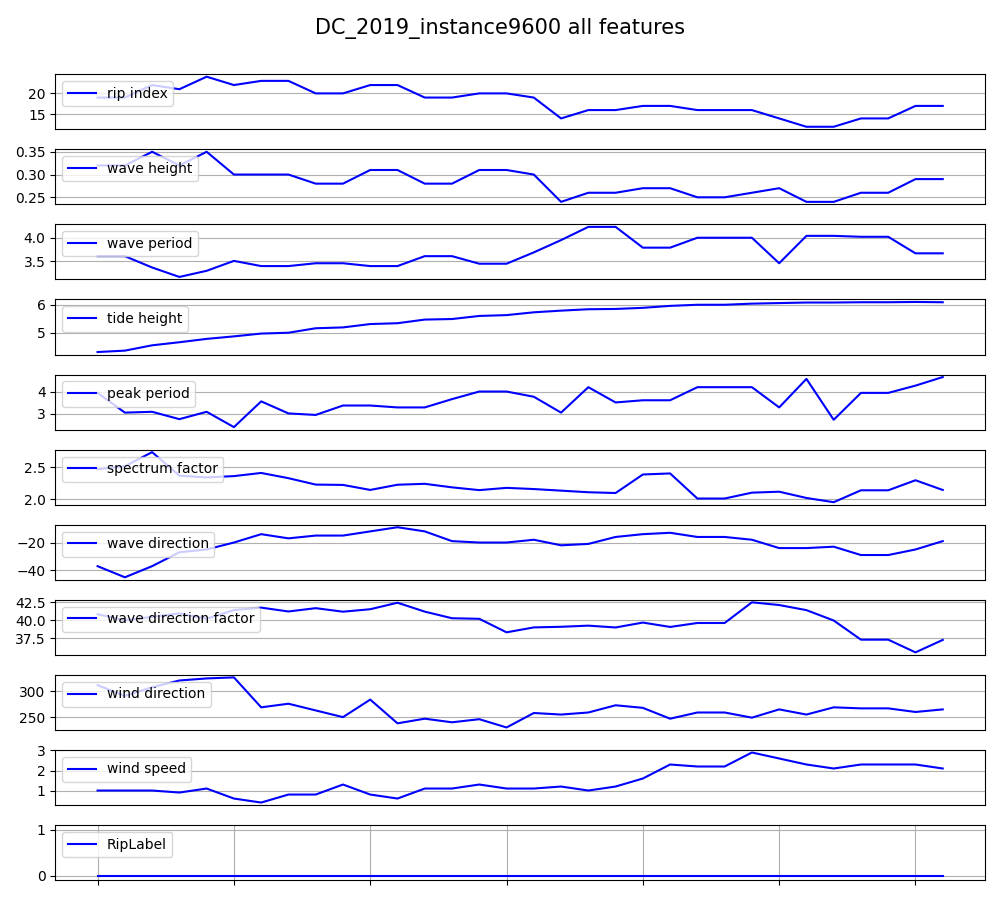 DC_2019_instance9600 all features
20
15
rip index
0.35
0.30
0.25
wave height
4.0
3.5
wave period
6
5
tide height
4
3
peak period
2.5
2.0
spectrum factor
−20
−40
wave direction
42.5
40.0
37.5
wave direction factor
300
250
wind direction
3
2
1
wind speed
1
0
RipLabel